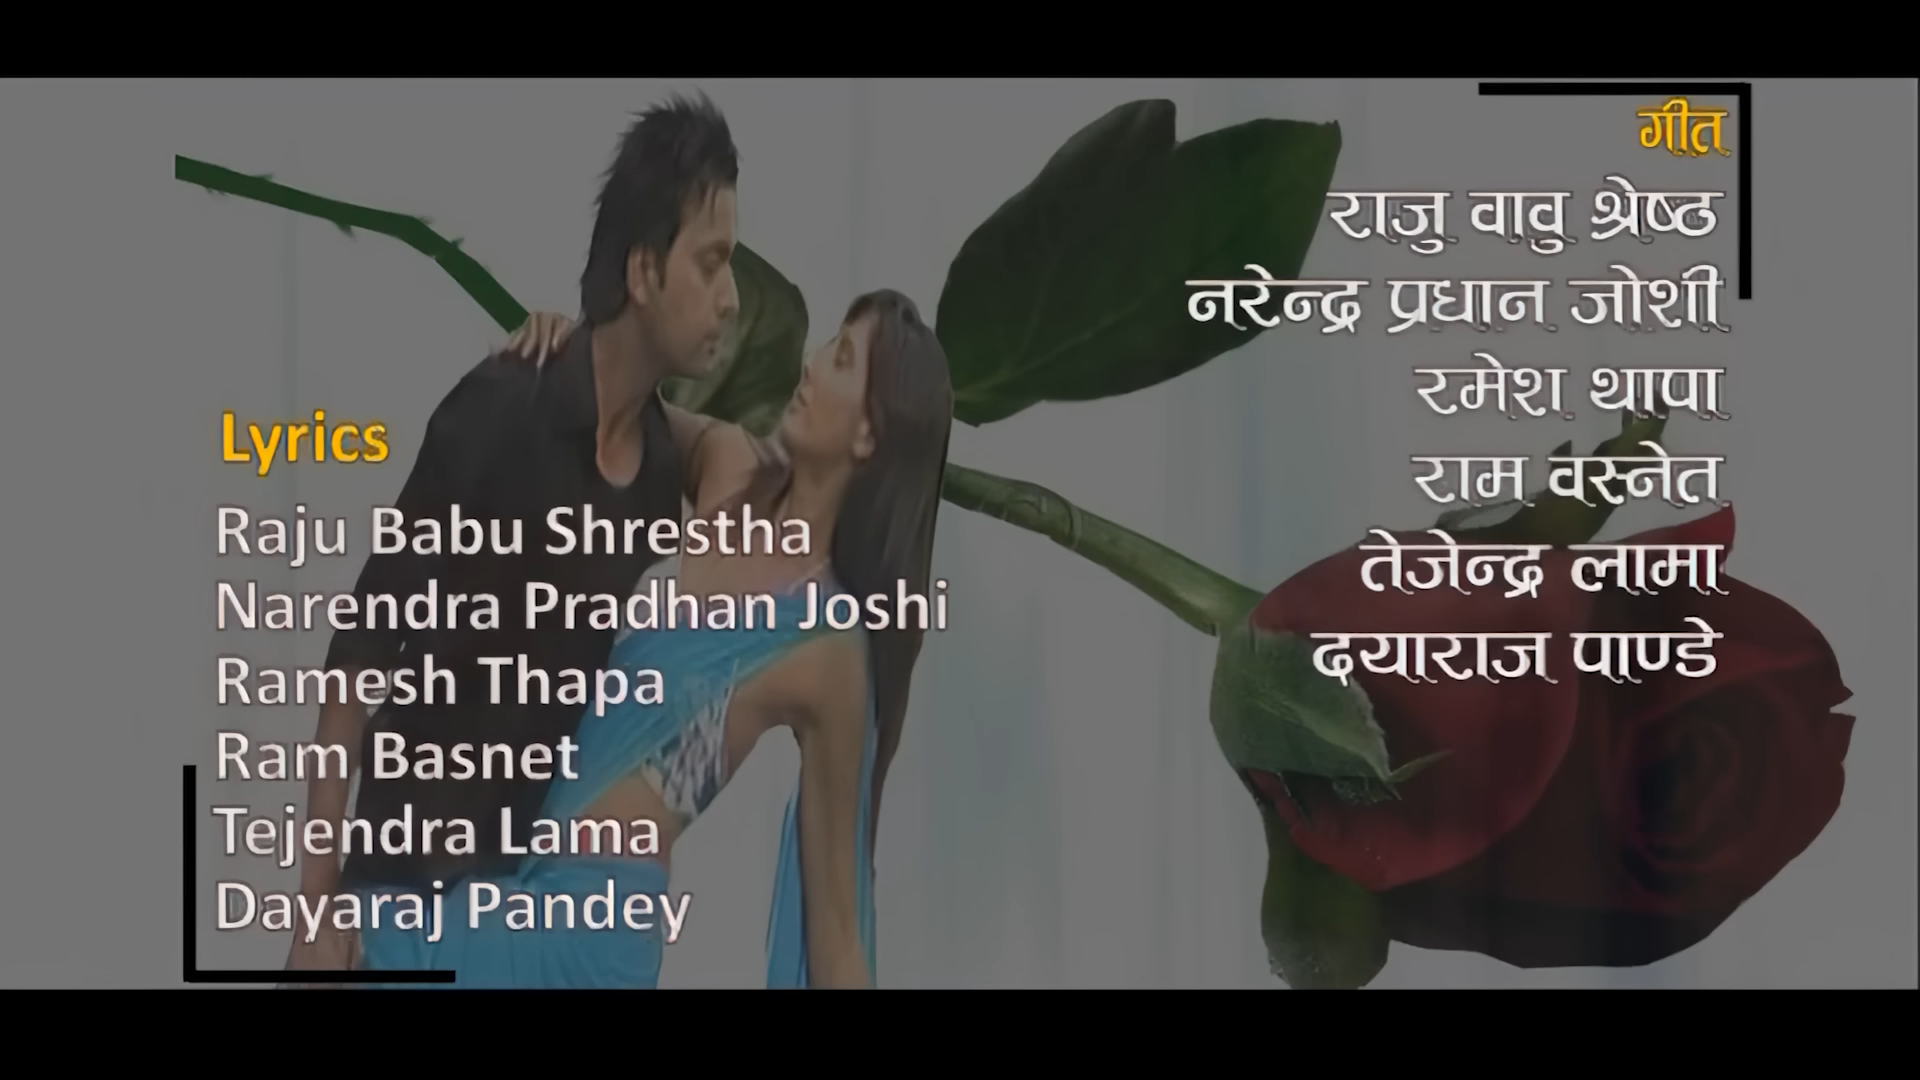 गीत
राजु वावु श्रेष्ठ
नरेन्द्र प्रधान जोशी
रमेश थापा
राम वस्नेत
तेजेन्द्र लामा
दयाराज पाण्डे
Lyrics
Raju Babu Shrestha
Narendra Pradhan Joshi
Ramesh Thapa
Ram Basnet
Tejendra Lama
Dayaraj Pandey